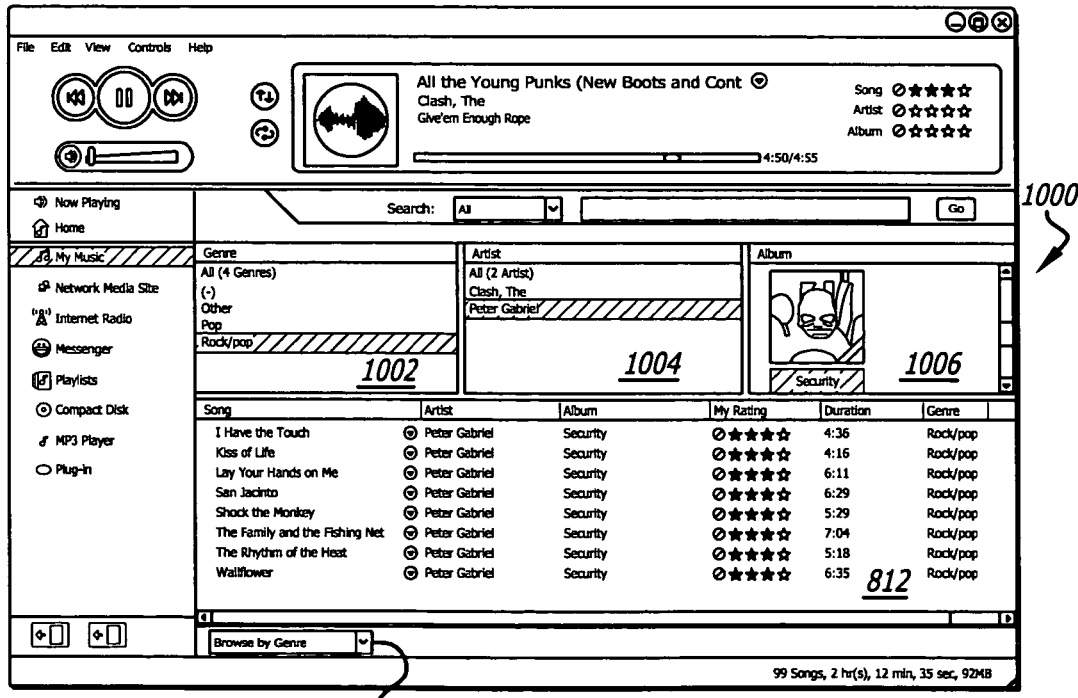 File Edit View Controls Help
All the Young Punks (New Boots and Cont
Clash, The
Give'em Enough Rope
Song
Artist
Album
4:50/4:55
1000
Now Playing
Home
My Music
Network Media Site
Internet Radio
Messenger
Playlists
Compact Disk
MP3 Player
Plug-in
Search: All Go
Genre
All (4 Genres)
(-)
Other
Pop
Rock/pop
1002
Artist
All (2 Artist)
Clash, The
Peter Gabriel
1004
Album
Security
1006
Song Artist Album My Rating Duration Genre
I Have the Touch Peter Gabriel Security 4:36 Rock/pop
Kiss of Life Peter Gabriel Security 4:16 Rock/pop
Lay Your Hands on Me Peter Gabriel Security 6:11 Rock/pop
San Jacinto Peter Gabriel Security 6:29 Rock/pop
Shock the Monkey Peter Gabriel Security 5:29 Rock/pop
The Family and the Fishing Net Peter Gabriel Security 7:04 Rock/pop
The Rhythm of the Heat Peter Gabriel Security 5:18 Rock/pop
Wallflower Peter Gabriel Security 6:35 Rock/pop
812
Browse by Genre
99 Songs, 2 hr(s), 12 min, 35 sec, 92MB